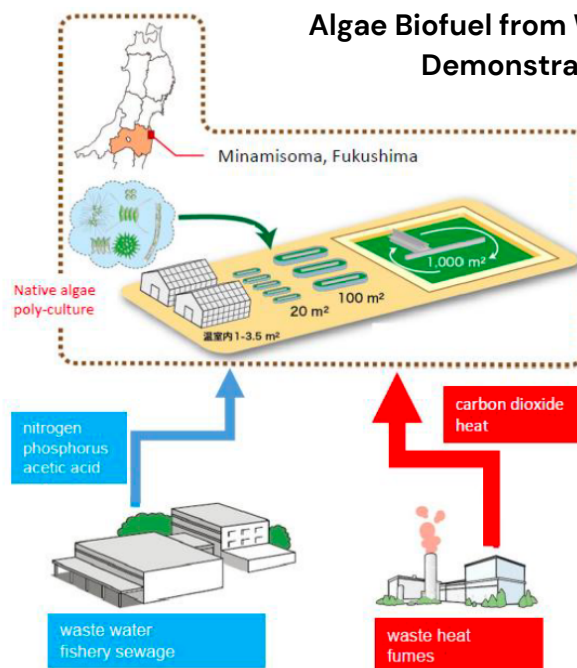 Algae Biofuel from
Demonstra
Minamisoma, Fukushima
1,000 m²
100 m²
20 m²
温室内1-3.5 m²
Native algae
poly-culture
nitrogen
phosphorus
acetic acid
carbon dioxide
heat
waste water
fishery sewage
waste heat
fumes